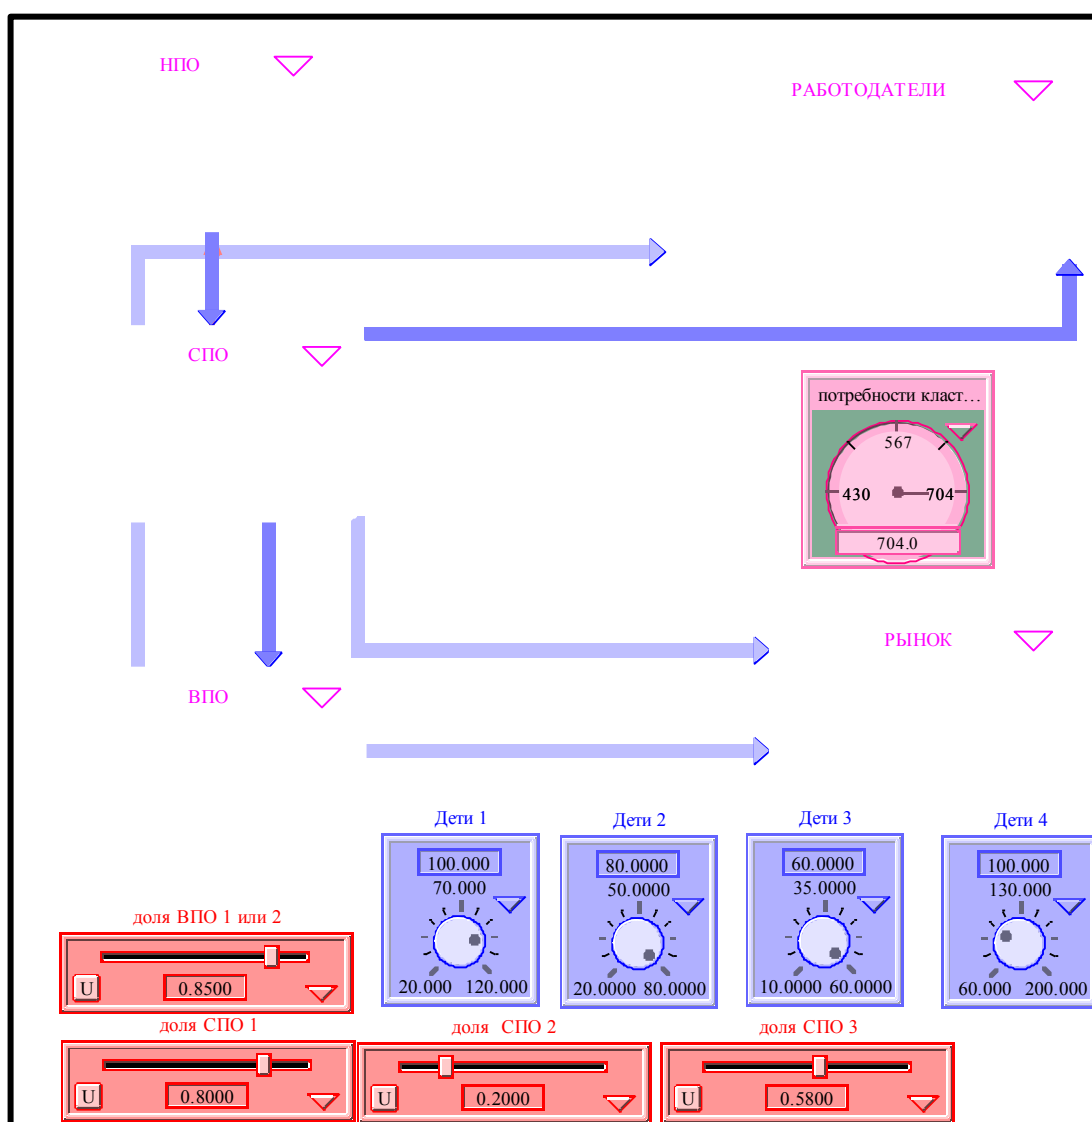 НПО
РАБОТОДАТЕЛИ
СПО
потребности класт...
567
430 704
704.0
РЫНОК
ВПО
Дети 1 Дети 2 Дети 3 Дети 4
100.000 80.0000 60.0000 100.000
70.000 50.0000 35.0000 130.000
20.000 120.000 20.0000 80.0000 10.0000 60.0000 60.000 200.000
доля ВПО 1 или 2
U 0.8500
доля СПО 1 доля СПО 2 доля СПО 3
U 0.8000 U 0.2000 U 0.5800